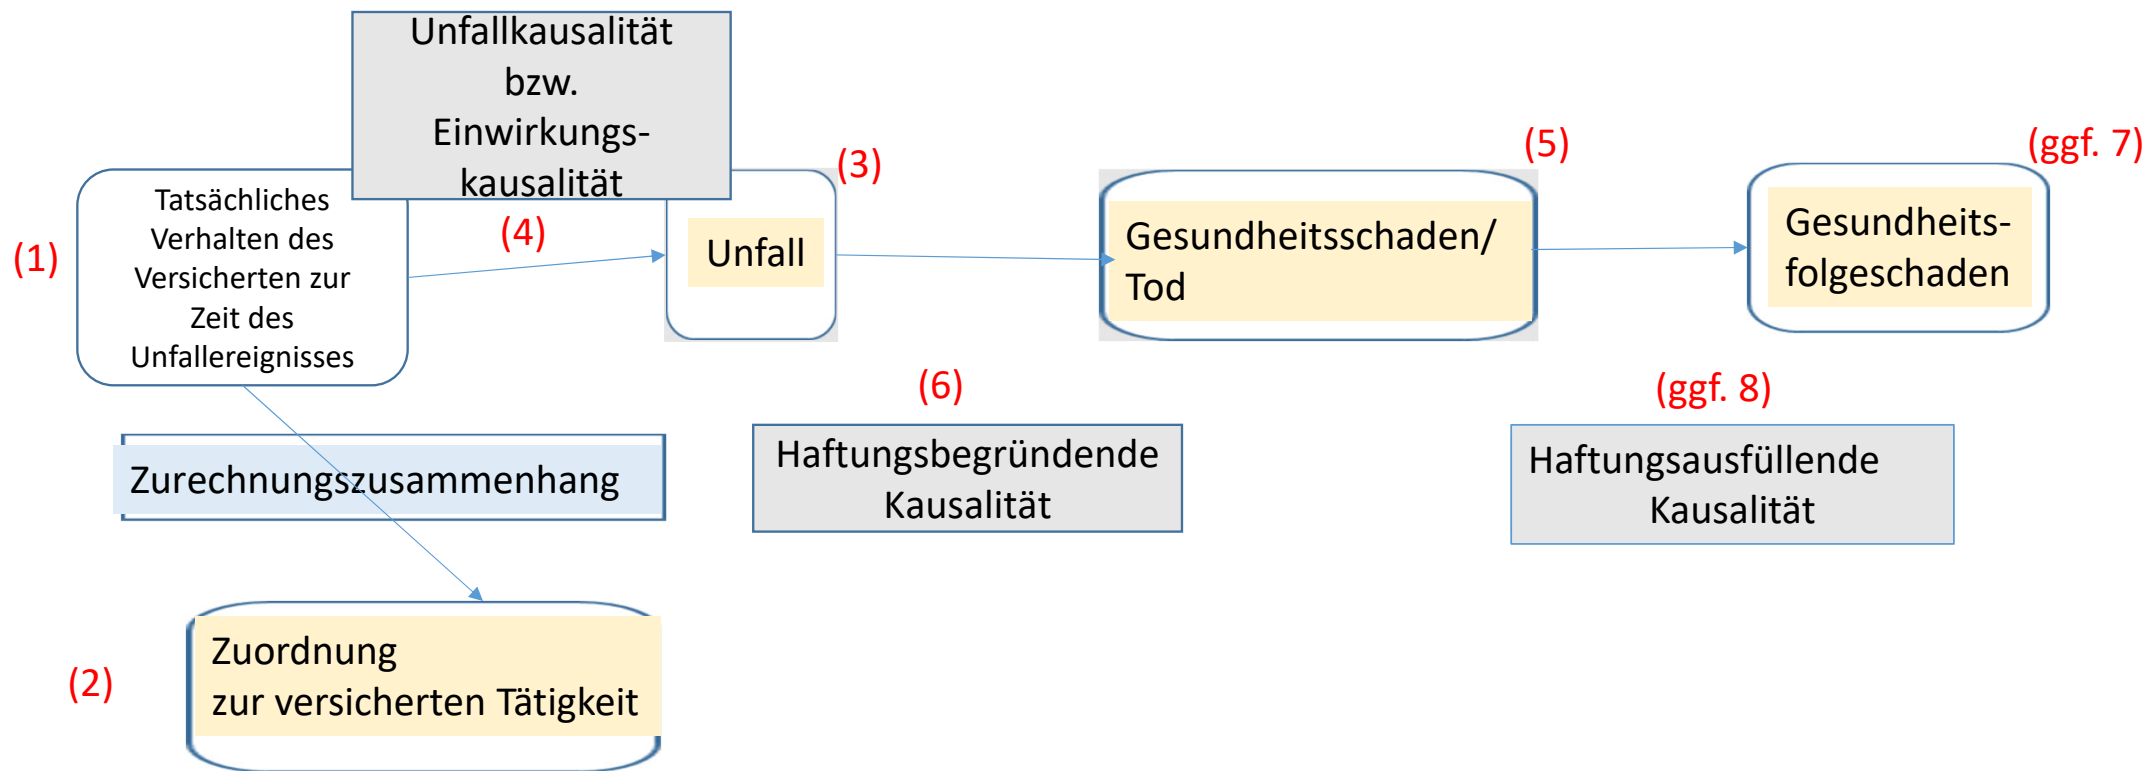 Unfallkausalität
bzw.
Einwirkungs-
kausalität
(1)
Tatsächliches
Verhalten des
Versicherten zur
Zeit des
Unfallereignisses
(4)
(3)
Unfall
(5)
Gesundheitsschaden/
Tod
(ggf. 7)
Gesundheits-
folgeschaden
Zurechnungszusammenhang
(6)
Haftungsbegründende
Kausalität
(ggf. 8)
Haftungsausfüllende
Kausalität
(2)
Zuordnung
zur versicherten Tätigkeit